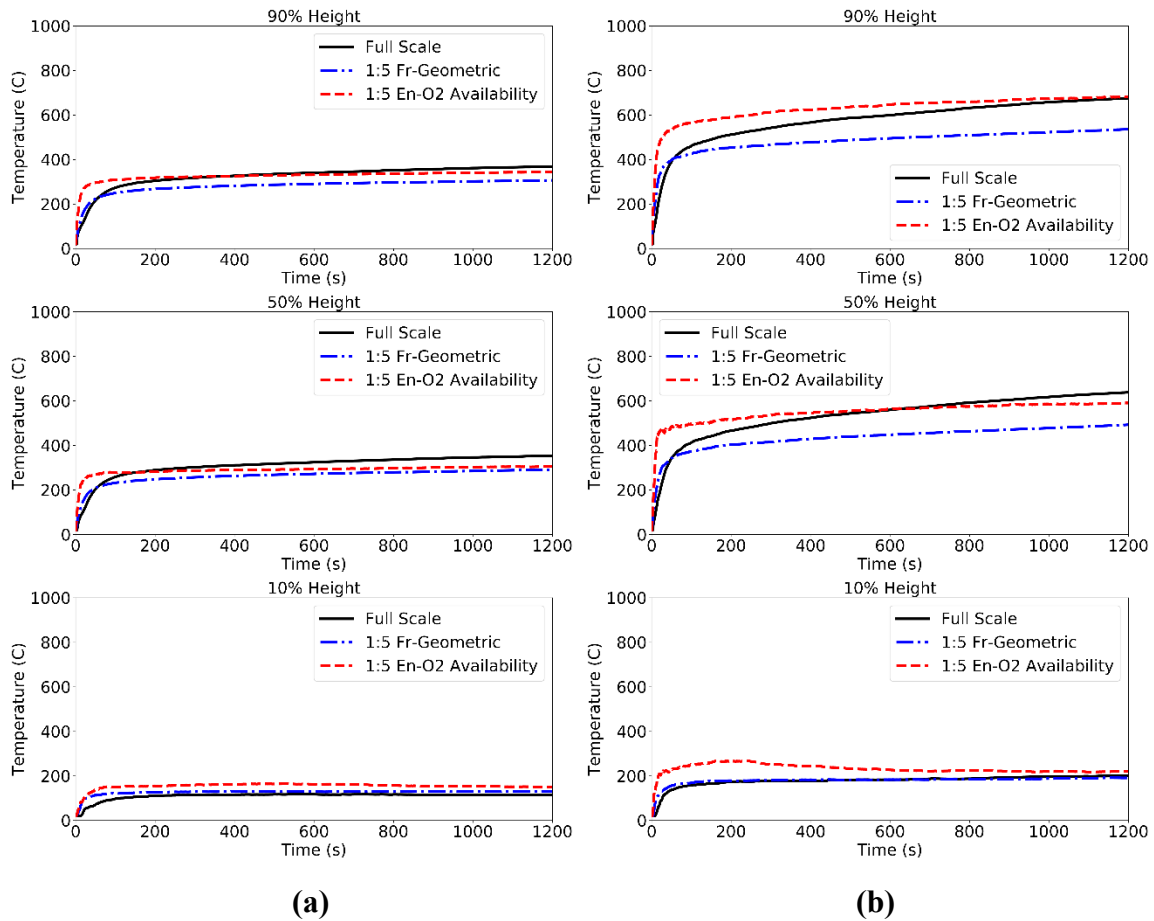 90% Height
1000
800
600
400
200
0
Temperature (C)
Full Scale
1:5 Fr-Geometric
1:5 En-O2 Availability
0 200 400 600 800 1000 1200
Time (s)
50% Height
1000
800
600
400
200
0
Temperature (C)
Full Scale
1:5 Fr-Geometric
1:5 En-O2 Availability
0 200 400 600 800 1000 1200
Time (s)
10% Height
1000
800
600
400
200
0
Temperature (C)
Full Scale
1:5 Fr-Geometric
1:5 En-O2 Availability
0 200 400 600 800 1000 1200
Time (s)
(a)
90% Height
1000
800
600
400
200
0
Temperature (C)
Full Scale
1:5 Fr-Geometric
1:5 En-O2 Availability
0 200 400 600 800 1000 1200
Time (s)
50% Height
1000
800
600
400
200
0
Temperature (C)
Full Scale
1:5 Fr-Geometric
1:5 En-O2 Availability
0 200 400 600 800 1000 1200
Time (s)
10% Height
1000
800
600
400
200
0
Temperature (C)
Full Scale
1:5 Fr-Geometric
1:5 En-O2 Availability
0 200 400 600 800 1000 1200
Time (s)
(b)